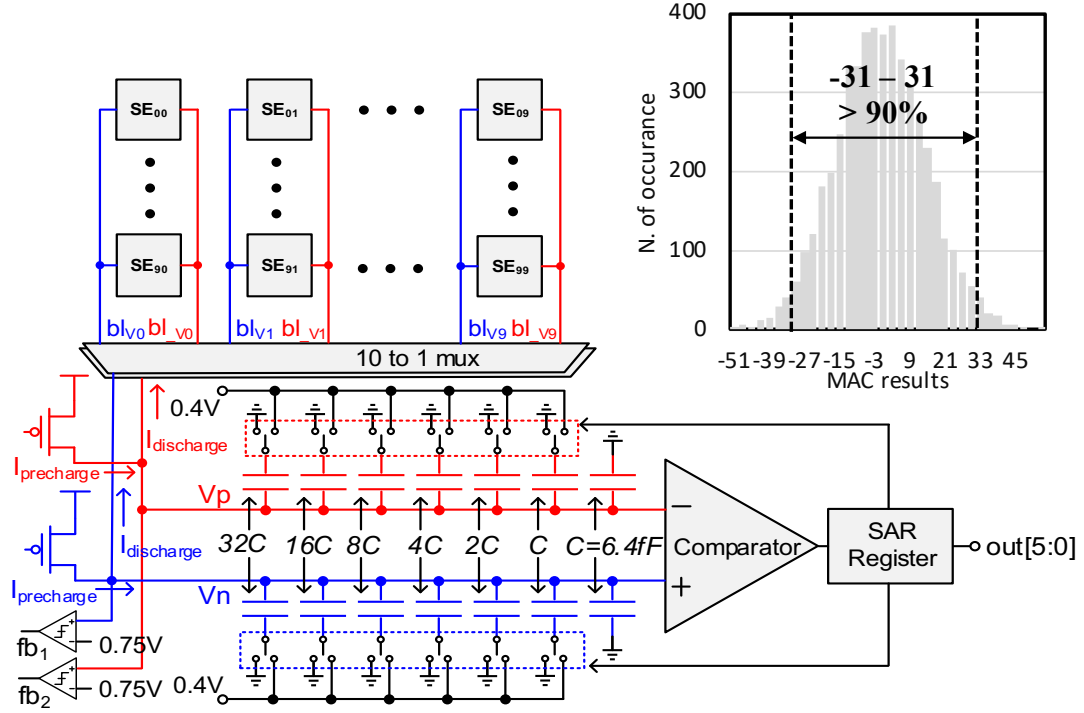 SE00 SE01 SE09
SE90 SE91 SE99
blV0 bl_V0 blV1 bl_V1 blV9 bl_V9
10 to 1 mux
0.4V
Idischarge
Iprecharge
Vp
Idischarge
32C 16C 8C 4C 2C C C=6.4fF
Iprecharge
Vn
fb1 0.75V
fb2 0.75V
0.4V
−
Comparator
+
SAR
Register
out[5:0]
400
300
200
100
0
N. of occurance
-31 – 31
> 90%
-51 -39 -27 -15 -3 9 21 33 45
MAC results